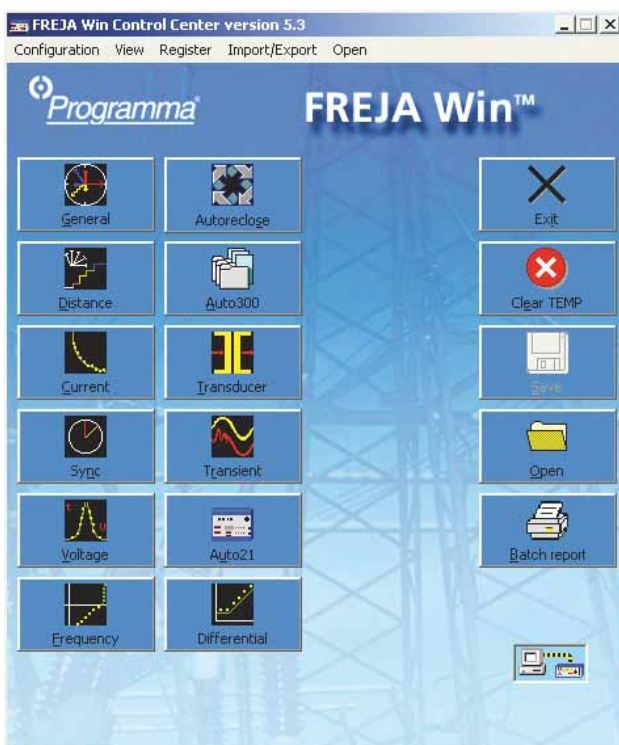 FREJA Win Control Center version 5.3
Configuration View Register Import/Export Open
Programma®
FREJA Win™
General
Autoreclose
Exit
Distance
Auto300
Clear TEMP
Current
Transducer
Save
Sync
Transient
Open
Voltage
Auto21
Batch report
Frequency
Differential